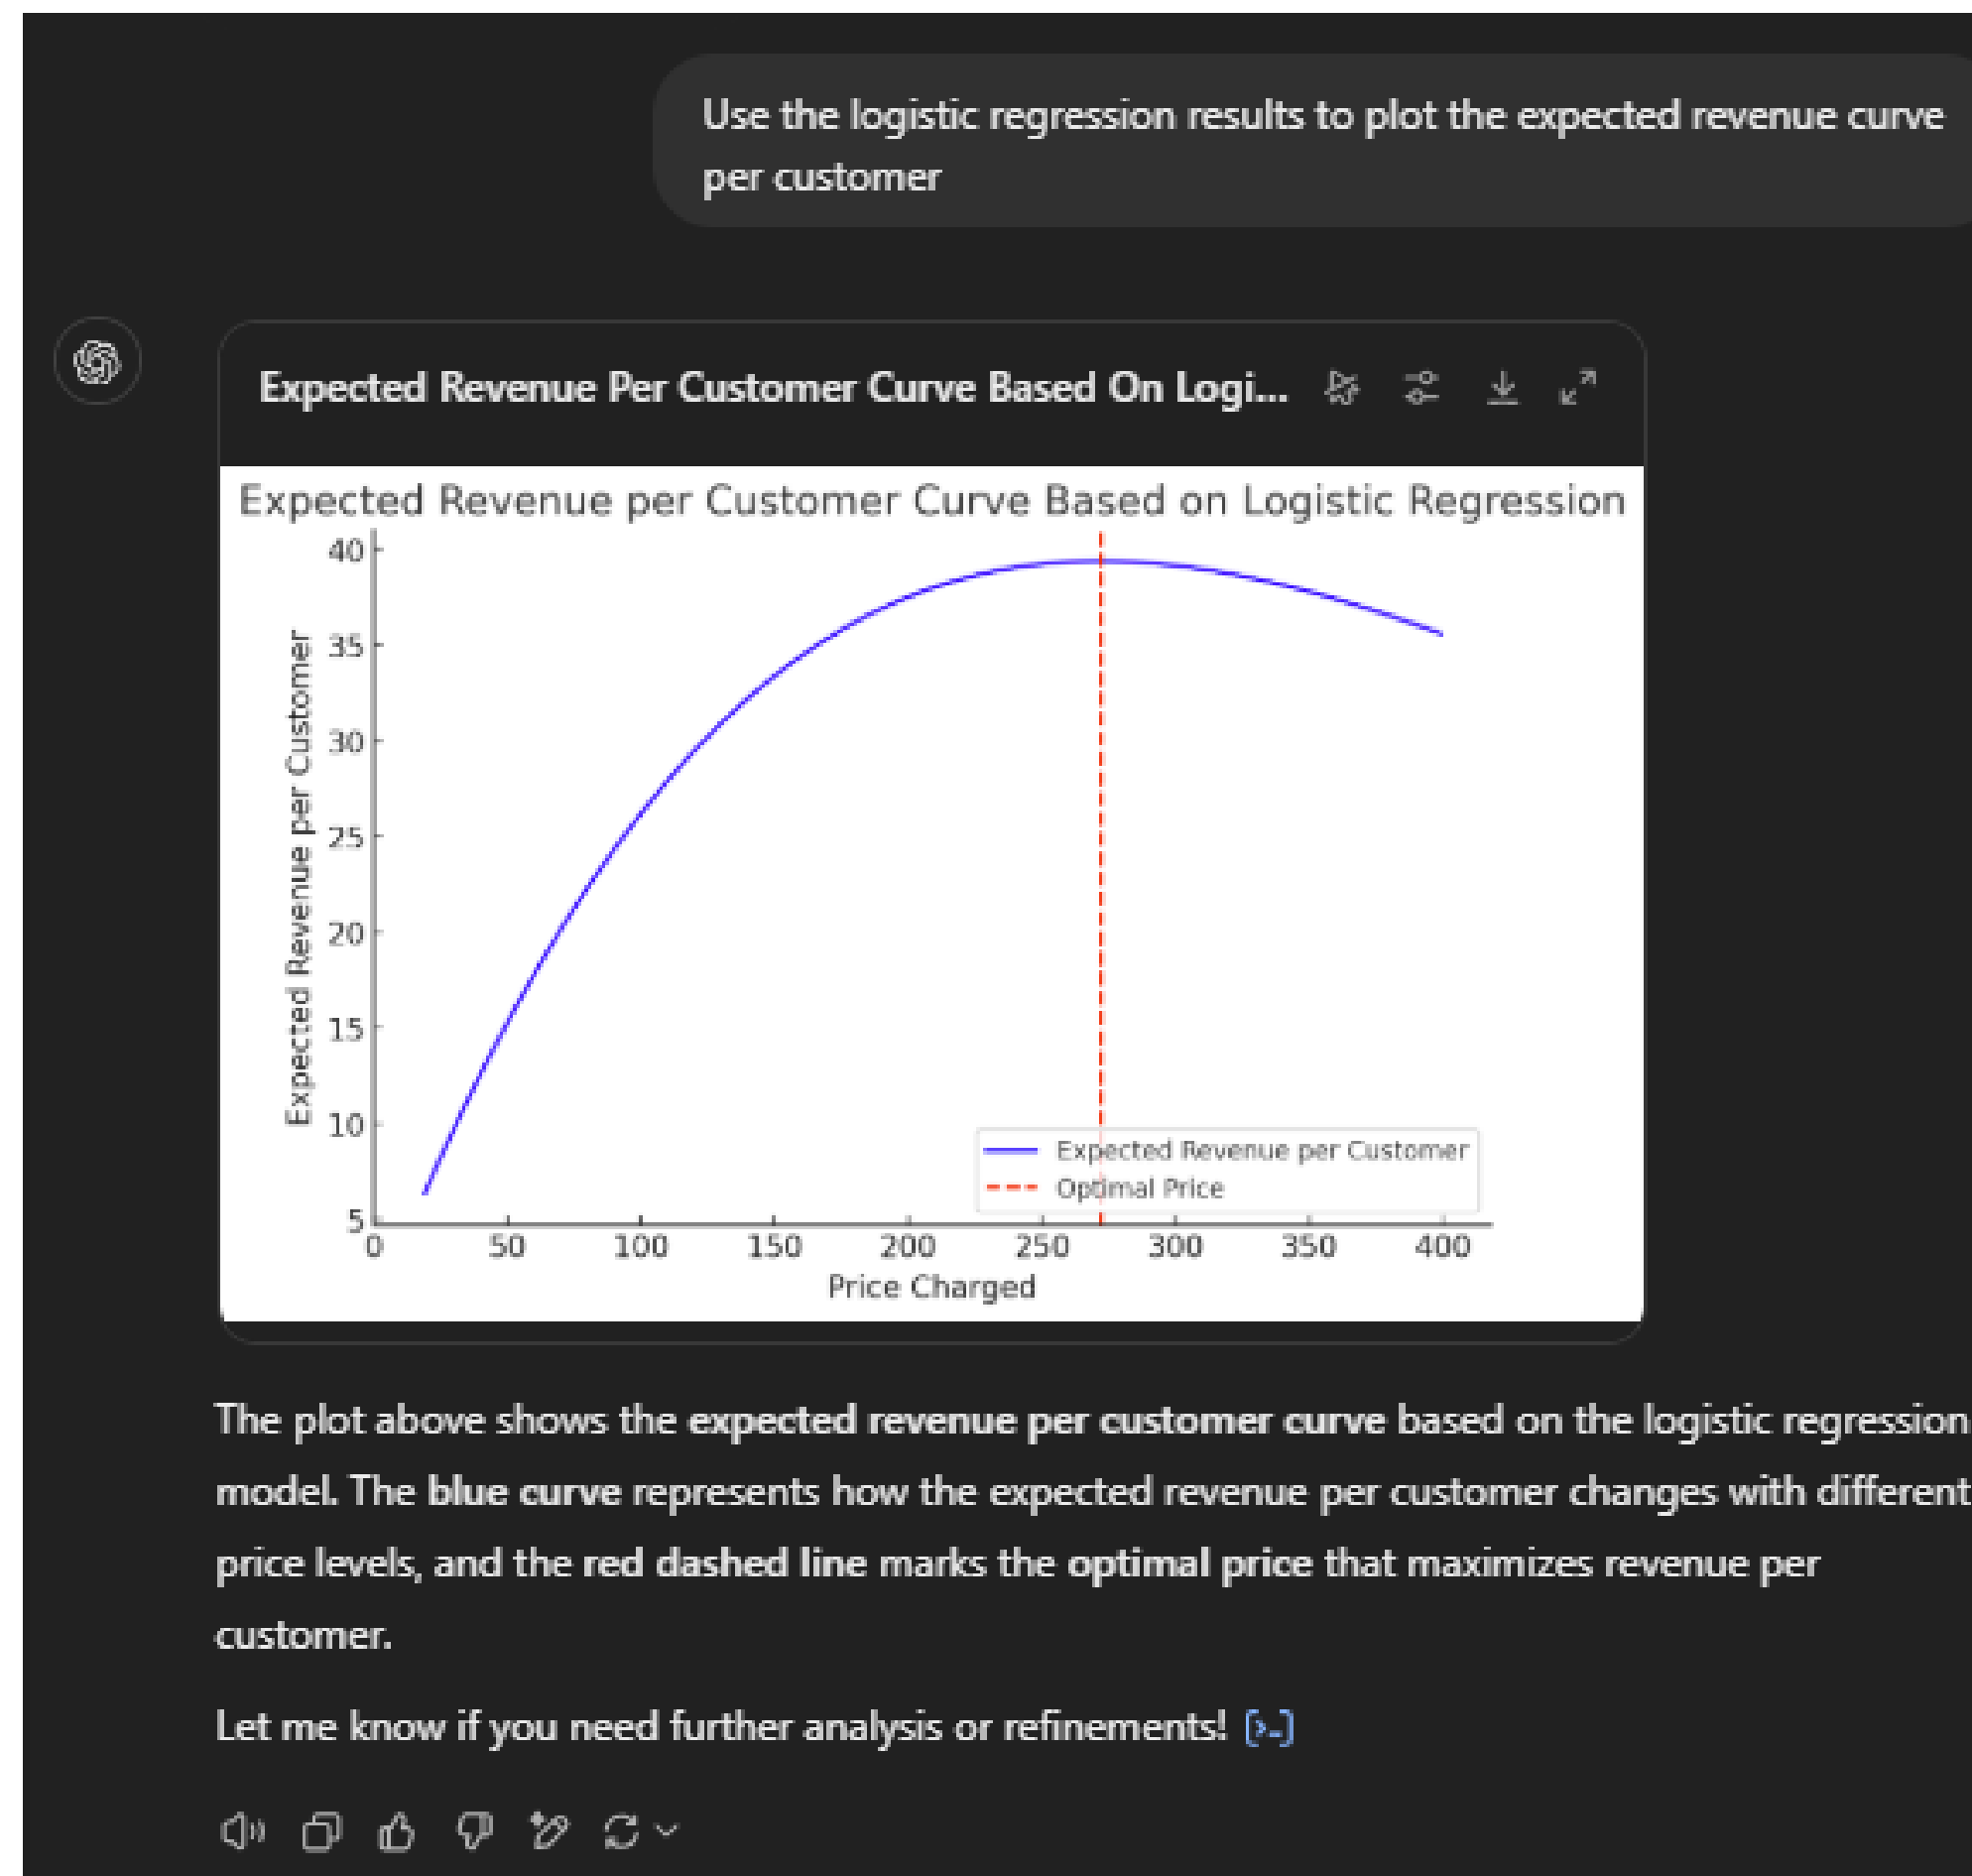 Use the logistic regression results to plot the expected revenue curve
per customer
Expected Revenue Per Customer Curve Based On Logi...
Expected Revenue per Customer Curve Based on Logistic Regression
40
35
30
25
20
15
10
5
Expected Revenue per Customer
Expected Revenue per Customer
Optimal Price
0 50 100 150 200 250 300 350 400
Price Charged
The plot above shows the expected revenue per customer curve based on the logistic regression
model. The blue curve represents how the expected revenue per customer changes with different
price levels, and the red dashed line marks the optimal price that maximizes revenue per
customer.
Let me know if you need further analysis or refinements! [>-]